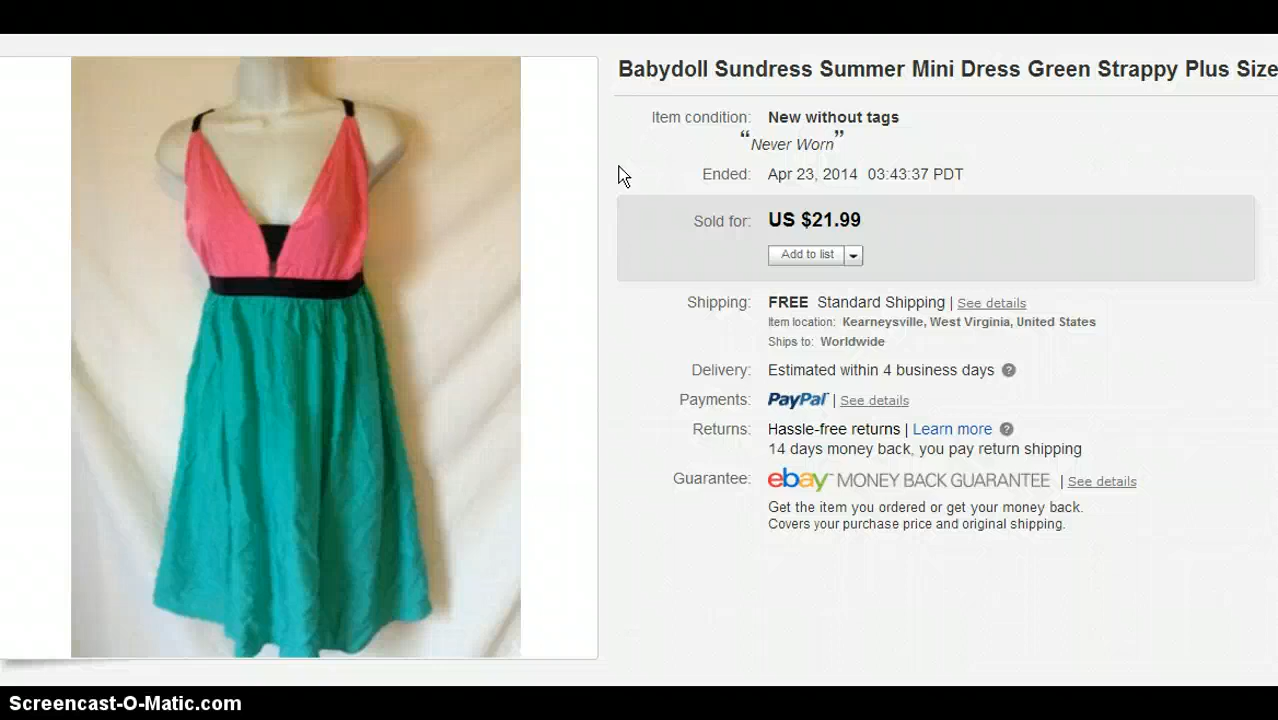 Babydoll Sundress Summer Mini Dress Green Strappy Plus Size
Item condition: New without tags
“Never Worn”
Ended: Apr 23, 2014 03:43:37 PDT
Sold for: US $21.99
Add to list
Shipping: FREE Standard Shipping | See details
Item location: Kearneysville, West Virginia, United States
Ships to: Worldwide
Delivery: Estimated within 4 business days ?
Payments: PayPal | See details
Returns: Hassle-free returns | Learn more ?
14 days money back, you pay return shipping
Guarantee: ebay™ MONEY BACK GUARANTEE | See details
Get the item you ordered or get your money back.
Covers your purchase price and original shipping.
Screencast-O-Matic.com